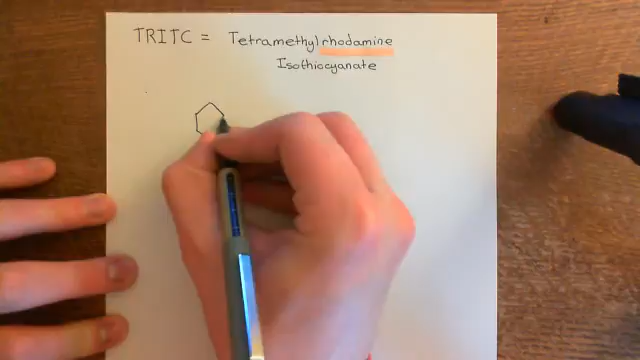 TRITC = Tetramethylrhodamine
Isothiocyanate